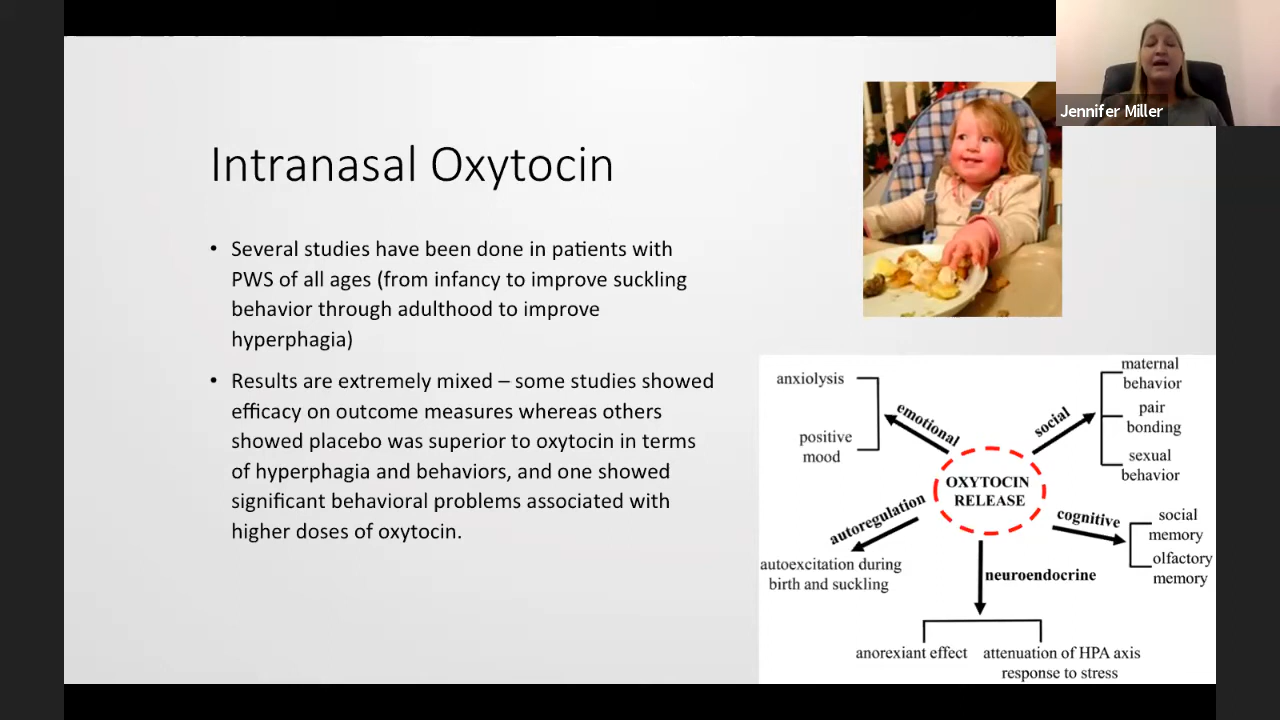 Jennifer Miller
Intranasal Oxytocin
• Several studies have been done in patients with
PWS of all ages (from infancy to improve suckling
behavior through adulthood to improve
hyperphagia)
• Results are extremely mixed – some studies showed
efficacy on outcome measures whereas others
showed placebo was superior to oxytocin in terms
of hyperphagia and behaviors, and one showed
significant behavioral problems associated with
higher doses of oxytocin.
anxiolysis
positive
mood
emotional
social
maternal
behavior
pair
bonding
sexual
behavior
OXYTOCIN
RELEASE
autoregulation
autoexcitation during
birth and suckling
cognitive
social
memory
olfactory
memory
neuroendocrine
anorexiant effect
attenuation of HPA axis
response to stress